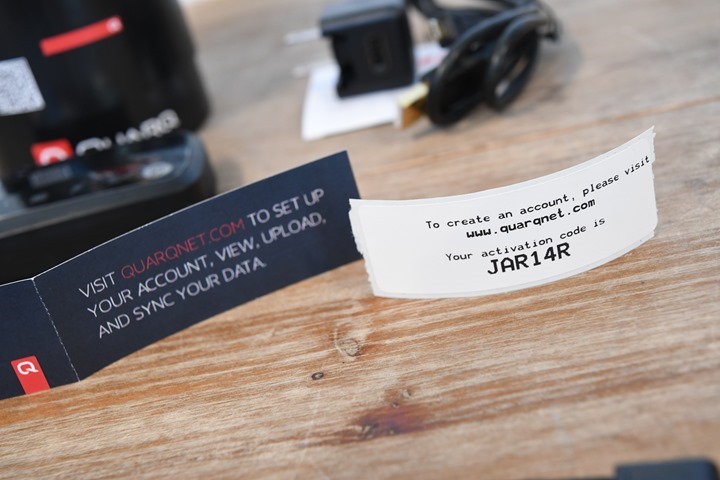 QUARQ
VISIT QUARQNET.COM TO SET UP
YOUR ACCOUNT, VIEW, UPLOAD,
AND SYNC YOUR DATA.
Q
To create an account, please visit
www.quarqnet.com
Your activation code is
JAR14R